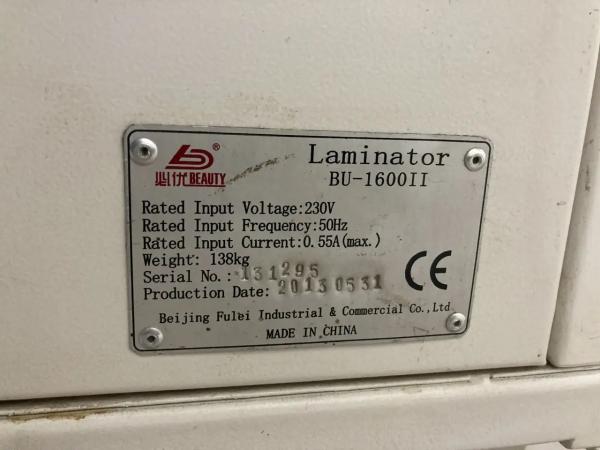 Laminator
BU-1600II
必优BEAUTY®
Rated Input Voltage:230V
Rated Input Frequency:50Hz
Rated Input Current:0.55A(max.)
Weight: 138kg
Serial No.: 131295
Production Date: 20130531
CE
Beijing Fulei Industrial & Commercial Co.,Ltd
MADE IN CHINA